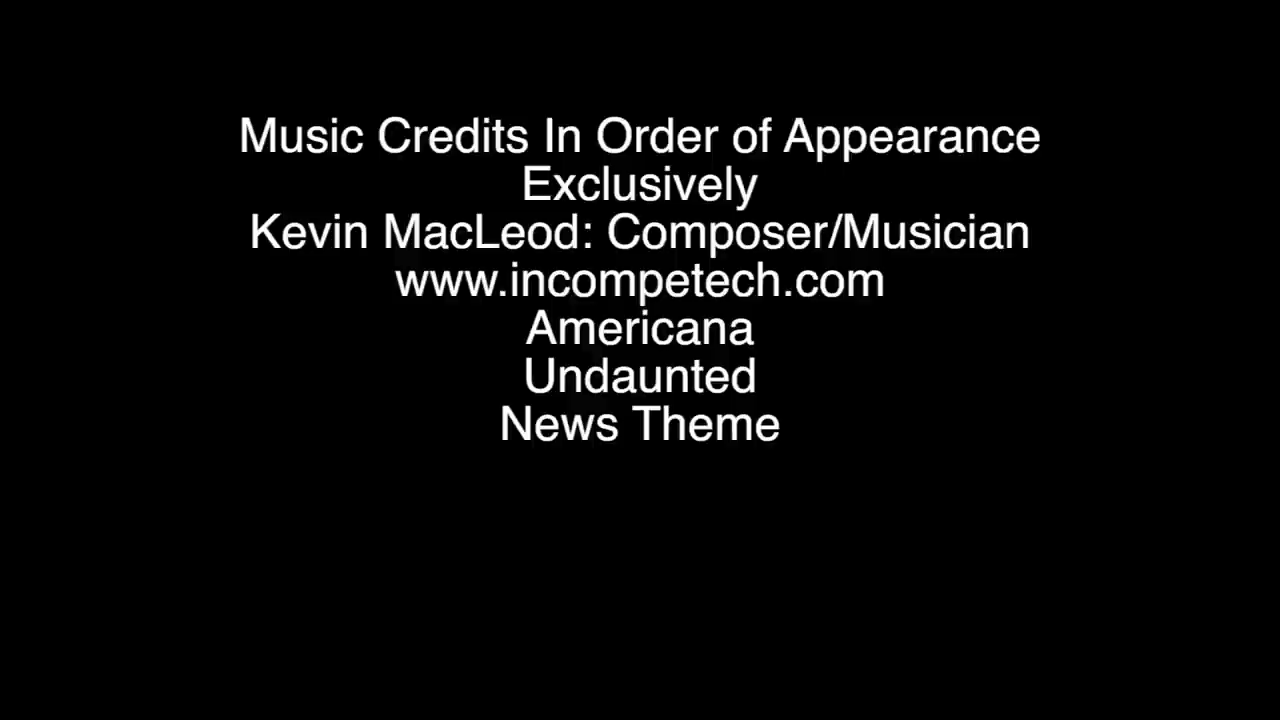 Music Credits In Order of Appearance
Exclusively
Kevin MacLeod: Composer/Musician
www.incompetech.com
Americana
Undaunted
News Theme